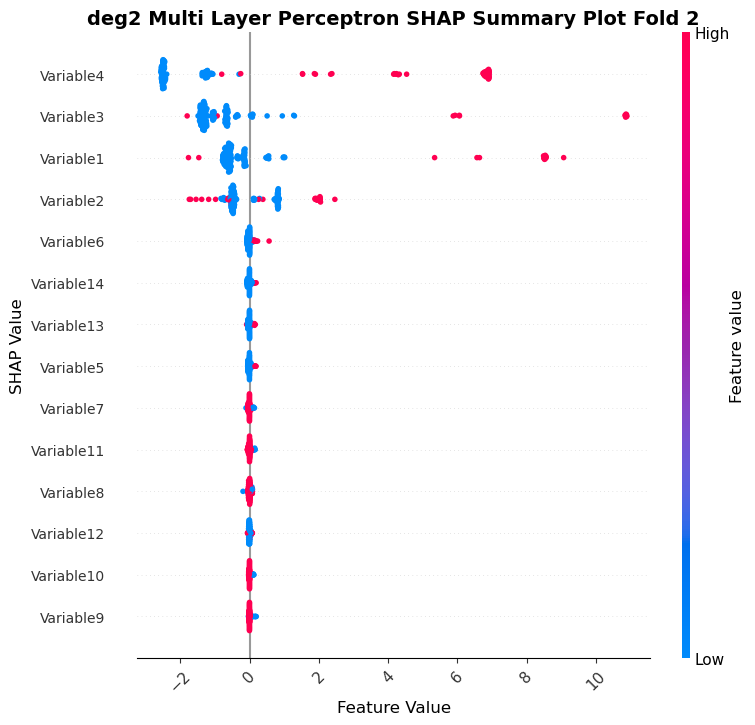 deg2 Multi Layer Perceptron SHAP Summary Plot Fold 2
High
Variable4
Variable3
Variable1
Variable2
Variable6
Variable14
Variable13
Variable5
Variable7
Variable11
Variable8
Variable12
Variable10
Variable9
SHAP Value
Feature value
Low
−2
0
2
4
6
8
10
Feature Value